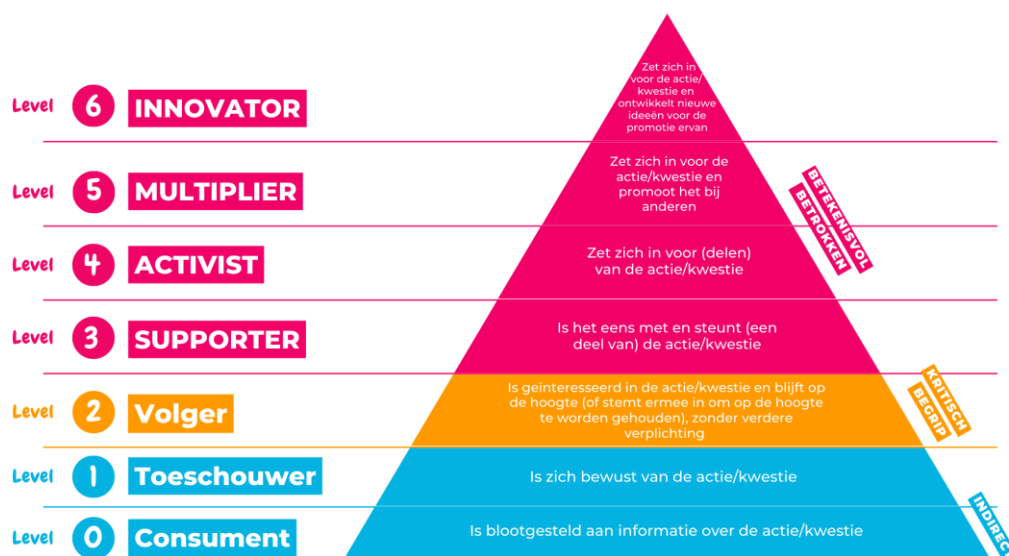 Level 6 INNOVATOR
Zet zich in
voor de actie/
kwestie en
ontwikkelt nieuwe
ideeën voor de
promotie ervan
Level 5 MULTIPLIER
Zet zich in voor de
actie/kwestie en
promoot het bij
anderen
BETEKENISVOL
BETROKKEN
Level 4 ACTIVIST
Zet zich in voor (delen)
van de actie/kwestie
Level 3 SUPPORTER
Is het eens met en steunt (een
deel van) de actie/kwestie
Level 2 Volger
Is geïnteresseerd in de actie/kwestie en blijft op
de hoogte (of stemt ermee in om op de hoogte
te worden gehouden), zonder verdere
verplichting
KRITISCH
BEGRIP
Level 1 Toeschouwer
Is zich bewust van de actie/kwestie
Level 0 Consument
Is blootgesteld aan informatie over de actie/kwestie
INDIREC